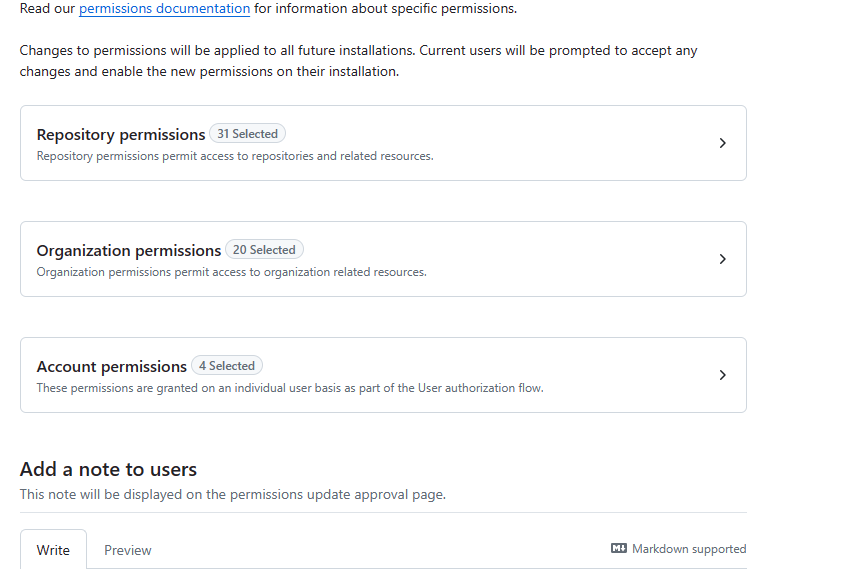 Read our permissions documentation for information about specific permissions.
Changes to permissions will be applied to all future installations. Current users will be prompted to accept any
changes and enable the new permissions on their installation.
Repository permissions 31 Selected
Repository permissions permit access to repositories and related resources.
Organization permissions 20 Selected
Organization permissions permit access to organization related resources.
Account permissions 4 Selected
These permissions are granted on an individual user basis as part of the User authorization flow.
Add a note to users
This note will be displayed on the permissions update approval page.
Write Preview Markdown supported